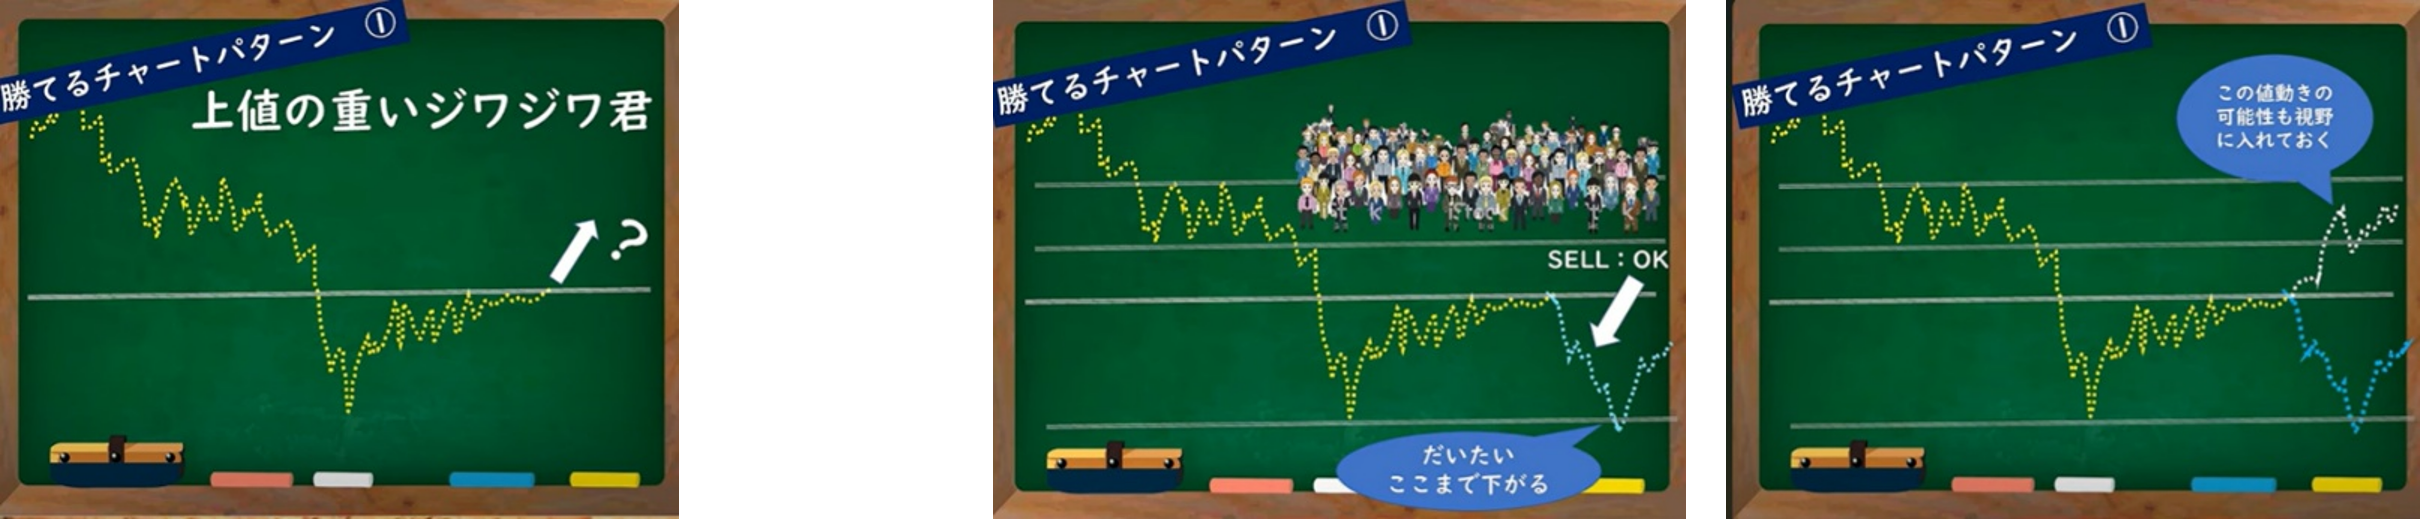 勝てるチャートパターン ①
上値の重いジワジワ君
?
勝てるチャートパターン ①
SELL：OK
だいたい
ここまで下がる
勝てるチャートパターン ①
この値動きの
可能性も視野
に入れておく